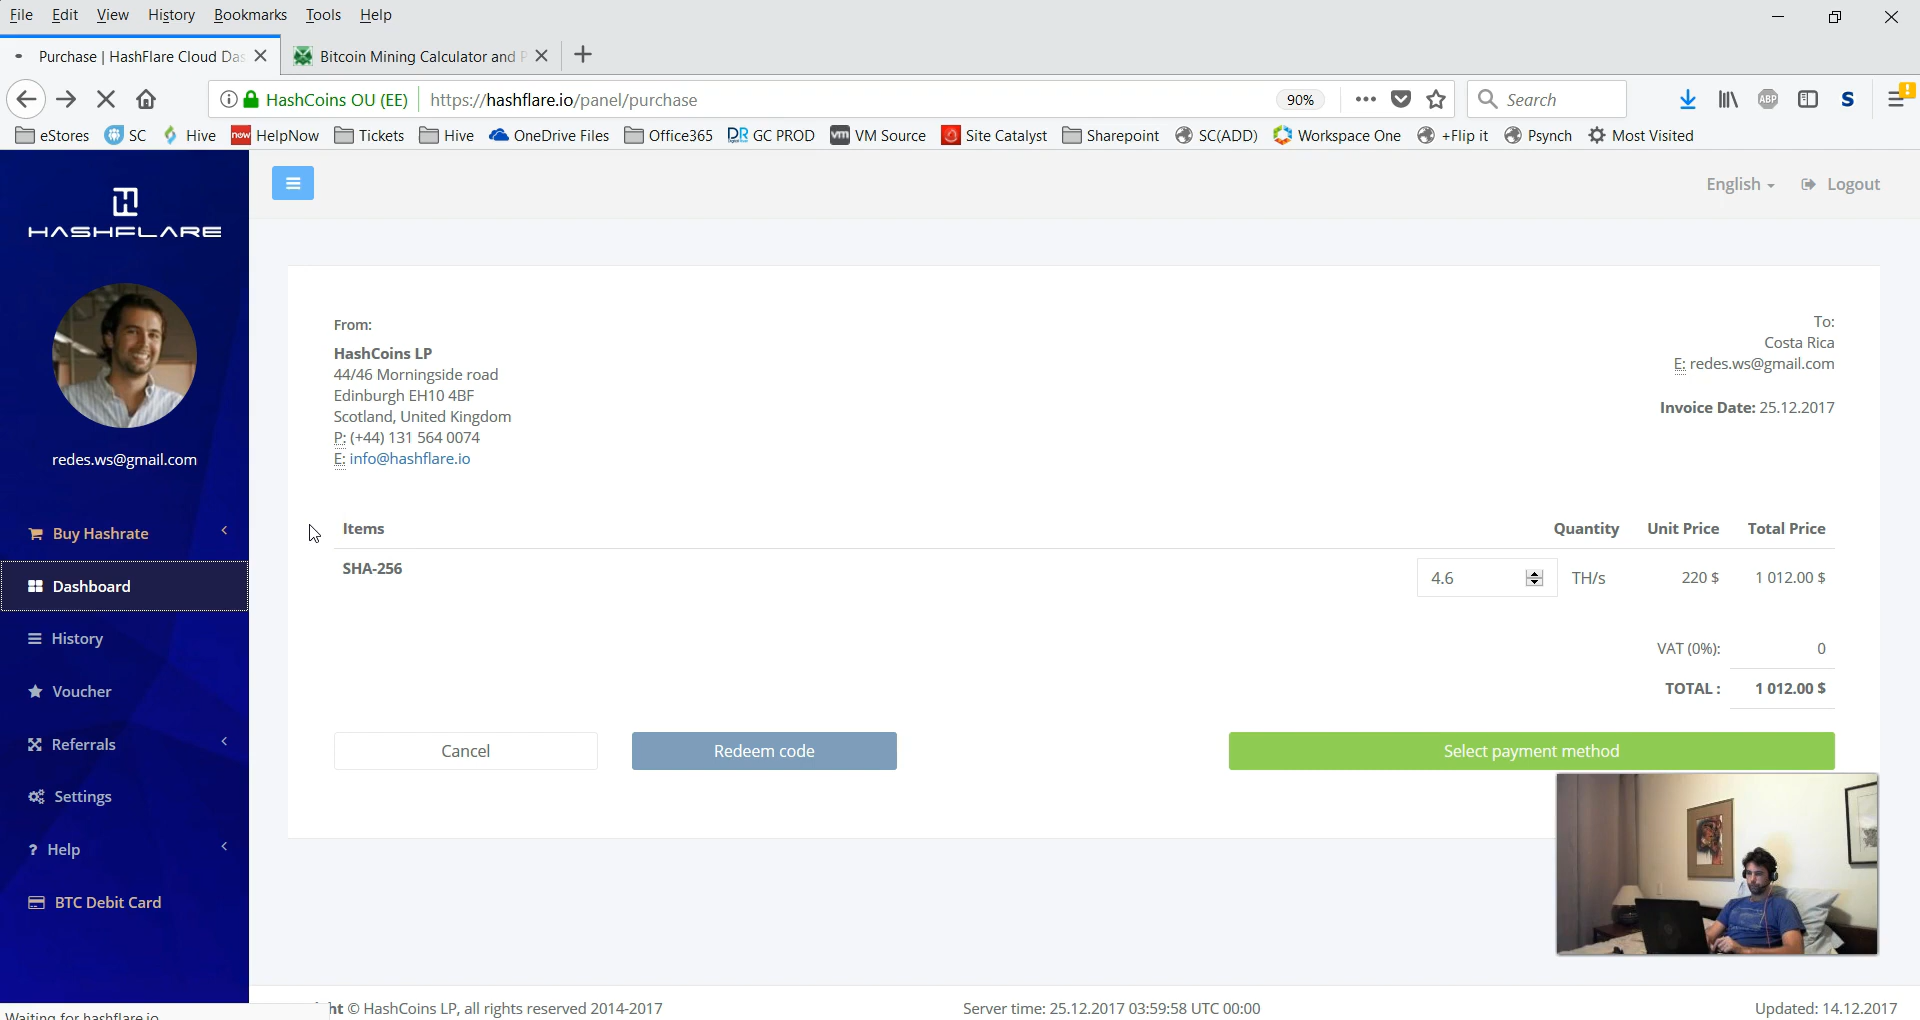 File Edit View History Bookmarks Tools Help
Purchase | HashFlare Cloud Das
Bitcoin Mining Calculator and P
HashCoins OU (EE) https://hashflare.io/panel/purchase 90% Search ABP S
eStores SC Hive new HelpNow Tickets Hive OneDrive Files Office365 DR GC PROD vm VM Source Site Catalyst Sharepoint SC(ADD) Workspace One +Flip it Psynch Most Visited
HASHFLARE
redes.ws@gmail.com
Buy Hashrate
Dashboard
History
Voucher
Referrals
Settings
? Help
BTC Debit Card
English Logout
From:
HashCoins LP
44/46 Morningside road
Edinburgh EH10 4BF
Scotland, United Kingdom
P: (+44) 131 564 0074
E: info@hashflare.io
To:
Costa Rica
E: redes.ws@gmail.com
Invoice Date: 25.12.2017
Items Quantity Unit Price Total Price
SHA-256 4.6 TH/s 220 $ 1 012.00 $
VAT (0%): 0
TOTAL : 1 012.00 $
Cancel Redeem code Select payment method
ht © HashCoins LP, all rights reserved 2014-2017 Server time: 25.12.2017 03:59:58 UTC 00:00 Updated: 14.12.2017
Waiting for hashflare.io